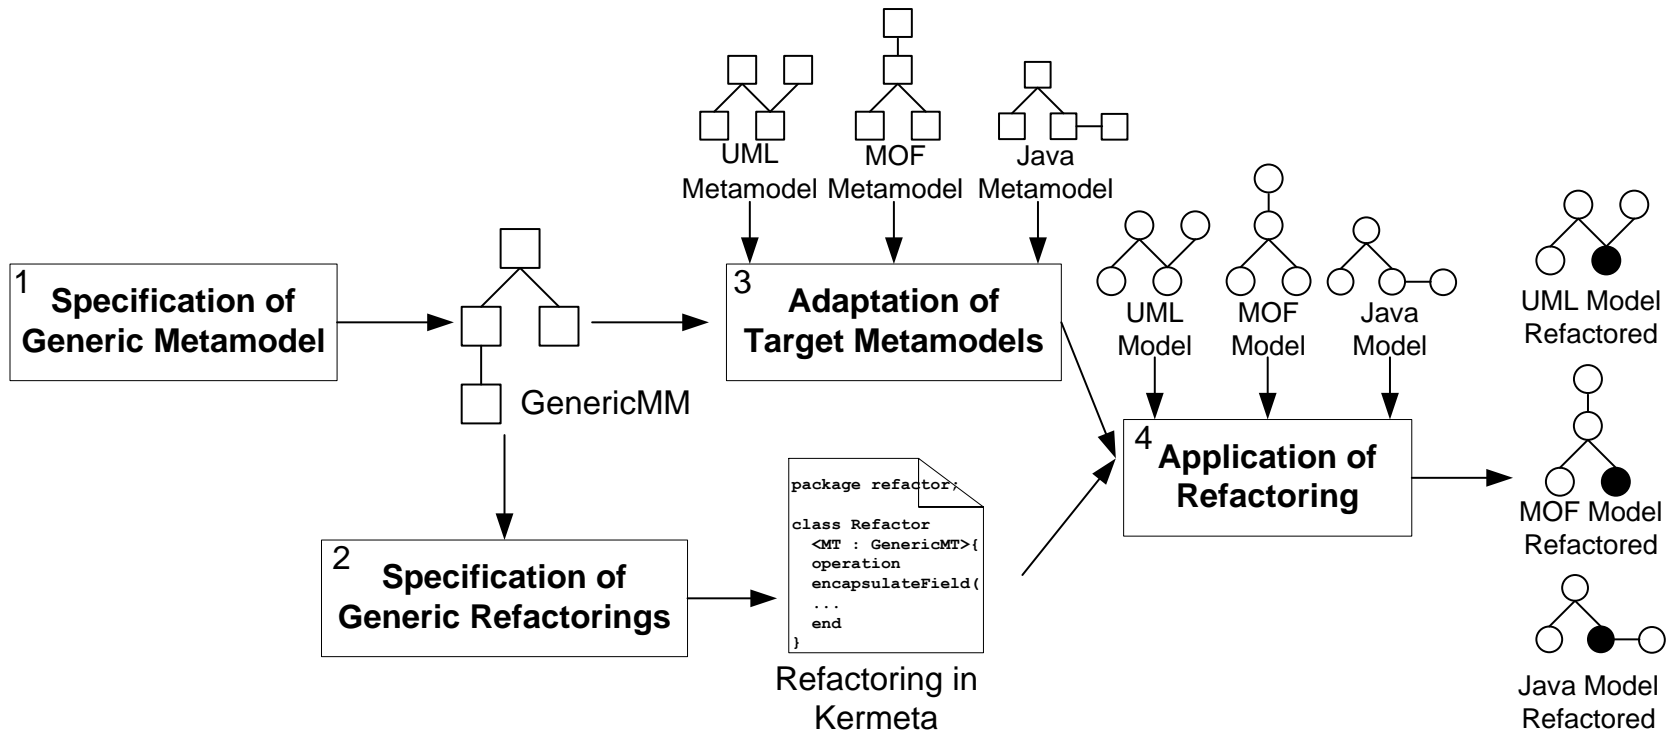 1
Specification of
Generic Metamodel
GenericMM
UML
Metamodel
MOF
Metamodel
Java
Metamodel
3
Adaptation of
Target Metamodels
2
Specification of
Generic Refactorings
package refactor;
class Refactor
<MT : GenericMT>{
operation
encapsulateField(
...
end
}
Refactoring in
Kermeta
UML
Model
MOF
Model
Java
Model
4
Application of
Refactoring
UML Model
Refactored
MOF Model
Refactored
Java Model
Refactored